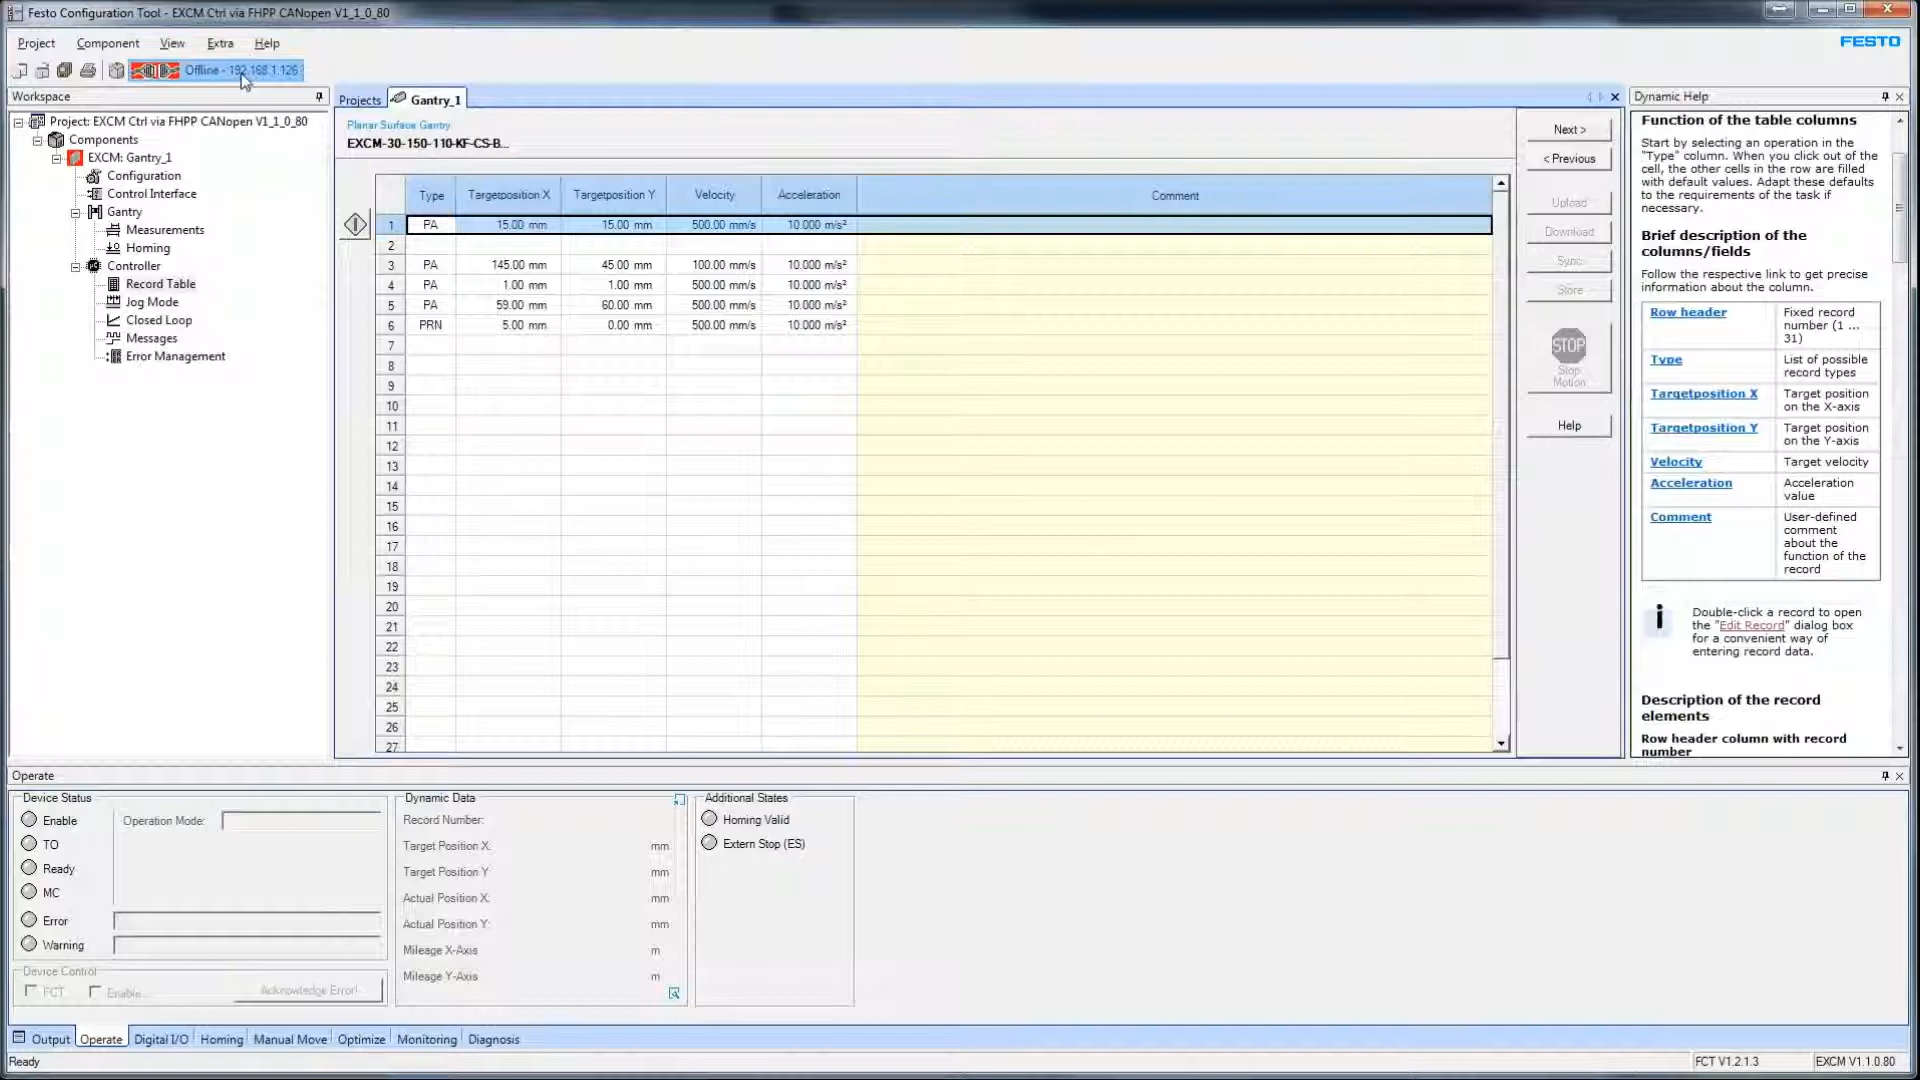 Festo Configuration Tool - EXCM Ctrl via FHPP CANopen V1_1_0_80
Project Component View Extra Help
FESTO
Offline - 192.168.1.126
Workspace
Project: EXCM Ctrl via FHPP CANopen V1_1_0_80
Components
EXCM: Gantry_1
Configuration
Control Interface
Gantry
Measurements
Homing
Controller
Record Table
Jog Mode
Closed Loop
Messages
Error Management
Projects Gantry_1
Planar Surface Gantry
EXCM-30-150-110-KF-CS-B...
Type Targetposition X Targetposition Y Velocity Acceleration Comment
1 PA 15.00 mm 15.00 mm 500.00 mm/s 10.000 m/s²
2
3 PA 145.00 mm 45.00 mm 100.00 mm/s 10.000 m/s²
4 PA 1.00 mm 1.00 mm 500.00 mm/s 10.000 m/s²
5 PA 59.00 mm 60.00 mm 500.00 mm/s 10.000 m/s²
6 PRN 5.00 mm 0.00 mm 500.00 mm/s 10.000 m/s²
7
8
9
10
11
12
13
14
15
16
17
18
19
20
21
22
23
24
25
26
27
Next >
< Previous
Upload
Download
Sync
Store
STOP
Stop
Motion
Help
Dynamic Help
Function of the table columns
Start by selecting an operation in the
"Type" column. When you click out of the
cell, the other cells in the row are filled
with default values. Adapt these defaults
to the requirements of the task if
necessary.
Brief description of the
columns/fields
Follow the respective link to get precise
information about the column.
Row header Fixed record
number (1 ...
31)
Type List of possible
record types
Targetposition X Target position
on the X-axis
Targetposition Y Target position
on the Y-axis
Velocity Target velocity
Acceleration Acceleration
value
Comment User-defined
comment
about the
function of the
record
i
Double-click a record to open
the "Edit Record" dialog box
for a convenient way of
entering record data.
Description of the record
elements
Row header column with record
number
Operate
Device Status
Enable Operation Mode:
TO
Ready
MC
Error
Warning
Device Control
FCT Enable... Acknowledge Error!
Dynamic Data
Record Number:
Target Position X: mm
Target Position Y mm
Actual Position X: mm
Actual Position Y: mm
Mileage X-Axis m
Mileage Y-Axis m
Additional States
Homing Valid
Extern Stop (ES)
Output Operate Digital I/O Homing Manual Move Optimize Monitoring Diagnosis
Ready FCT V1.2.1.3 EXCM V1.1.0.80